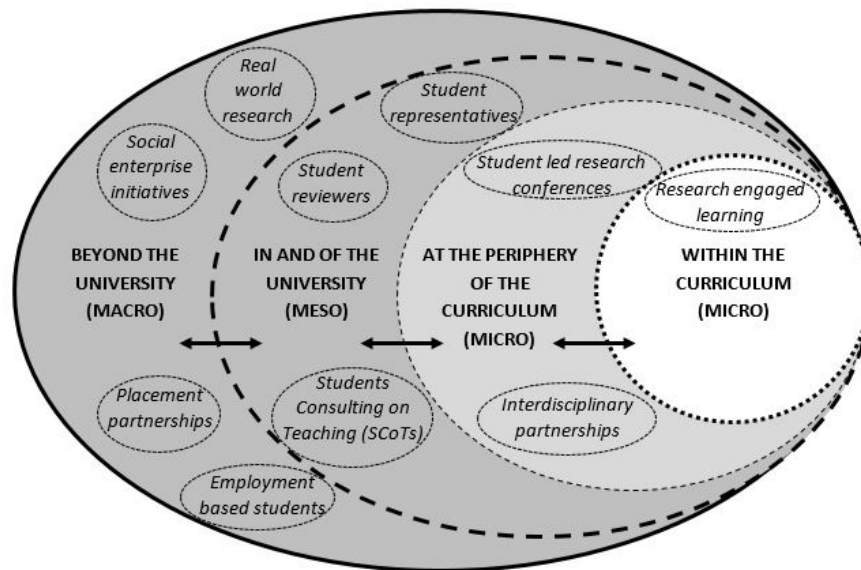 Real
world
research
Student
representatives
Social
enterprise
initiatives
Student
reviewers
Student led research
conferences
Research engaged
learning
BEYOND THE
UNIVERSITY
(MACRO)
IN AND OF THE
UNIVERSITY
(MESO)
AT THE PERIPHERY
OF THE
CURRICULUM
(MICRO)
WITHIN THE
CURRICULUM
(MICRO)
Placement
partnerships
Students
Consulting on
Teaching (SCoTs)
Interdisciplinary
partnerships
Employment
based students